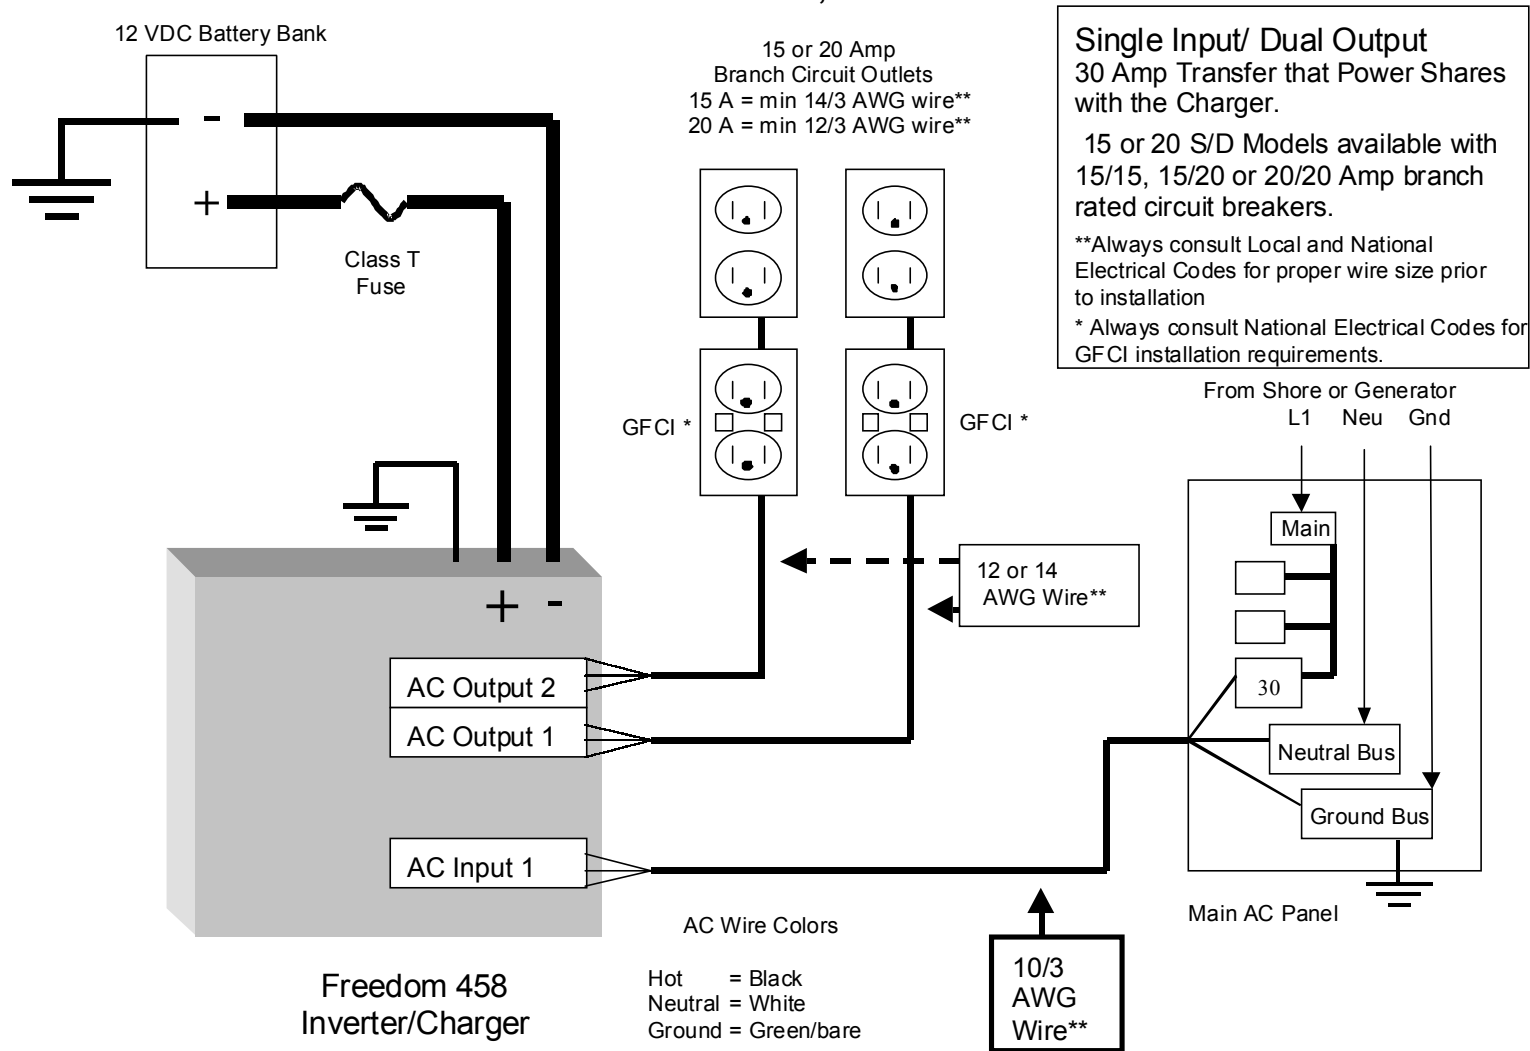 12 VDC Battery Bank
-
+
Class T
Fuse
15 or 20 Amp
Branch Circuit Outlets
15 A = min 14/3 AWG wire**
20 A = min 12/3 AWG wire**
Single Input/ Dual Output
30 Amp Transfer that Power Shares
with the Charger.
15 or 20 S/D Models available with
15/15, 15/20 or 20/20 Amp branch
rated circuit breakers.
**Always consult Local and National
Electrical Codes for proper wire size prior
to installation
* Always consult National Electrical Codes for
GFCI installation requirements.
GFCI *
GFCI *
From Shore or Generator
L1 Neu Gnd
Main
30
Neutral Bus
Ground Bus
Main AC Panel
12 or 14
AWG Wire**
+ -
AC Output 2
AC Output 1
AC Input 1
Freedom 458
Inverter/Charger
AC Wire Colors
Hot = Black
Neutral = White
Ground = Green/bare
10/3
AWG
Wire**